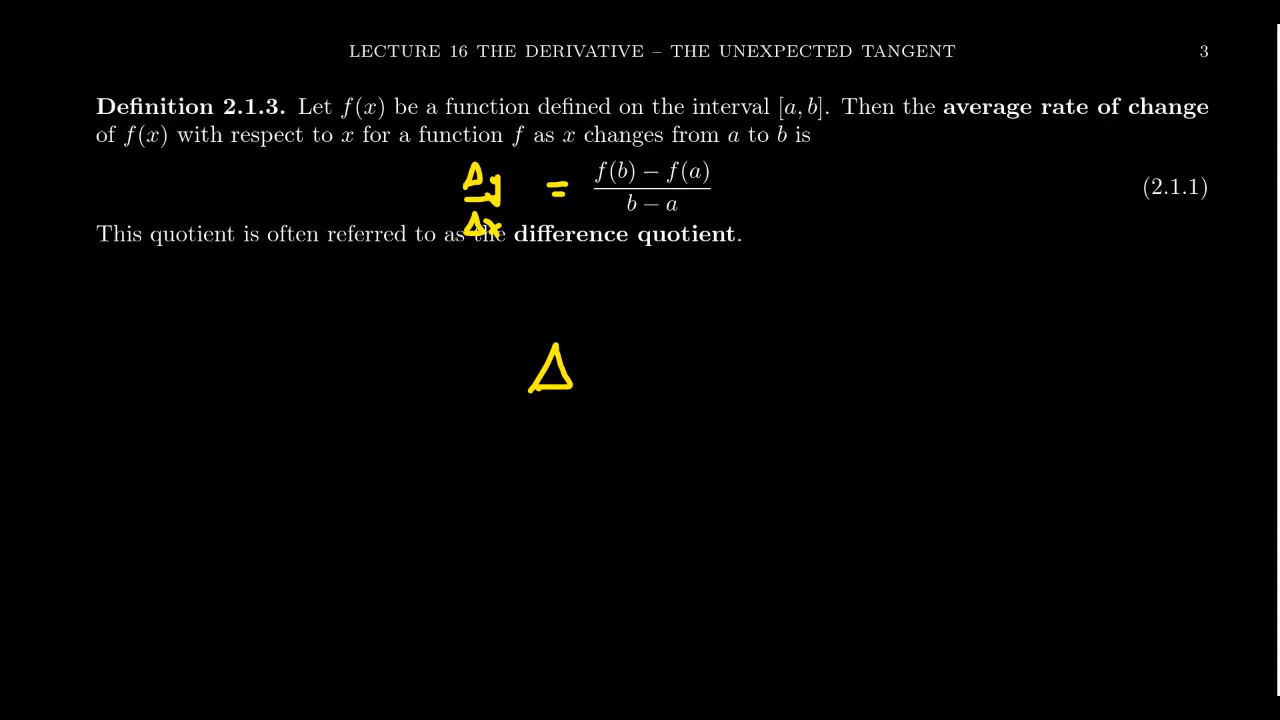 LECTURE 16 THE DERIVATIVE – THE UNEXPECTED TANGENT 3
Definition 2.1.3. Let f(x) be a function defined on the interval [a, b]. Then the average rate of change
of f(x) with respect to x for a function f as x changes from a to b is
Δy/Δx = (f(b) − f(a))/(b − a) (2.1.1)
This quotient is often referred to as the difference quotient.
Δ